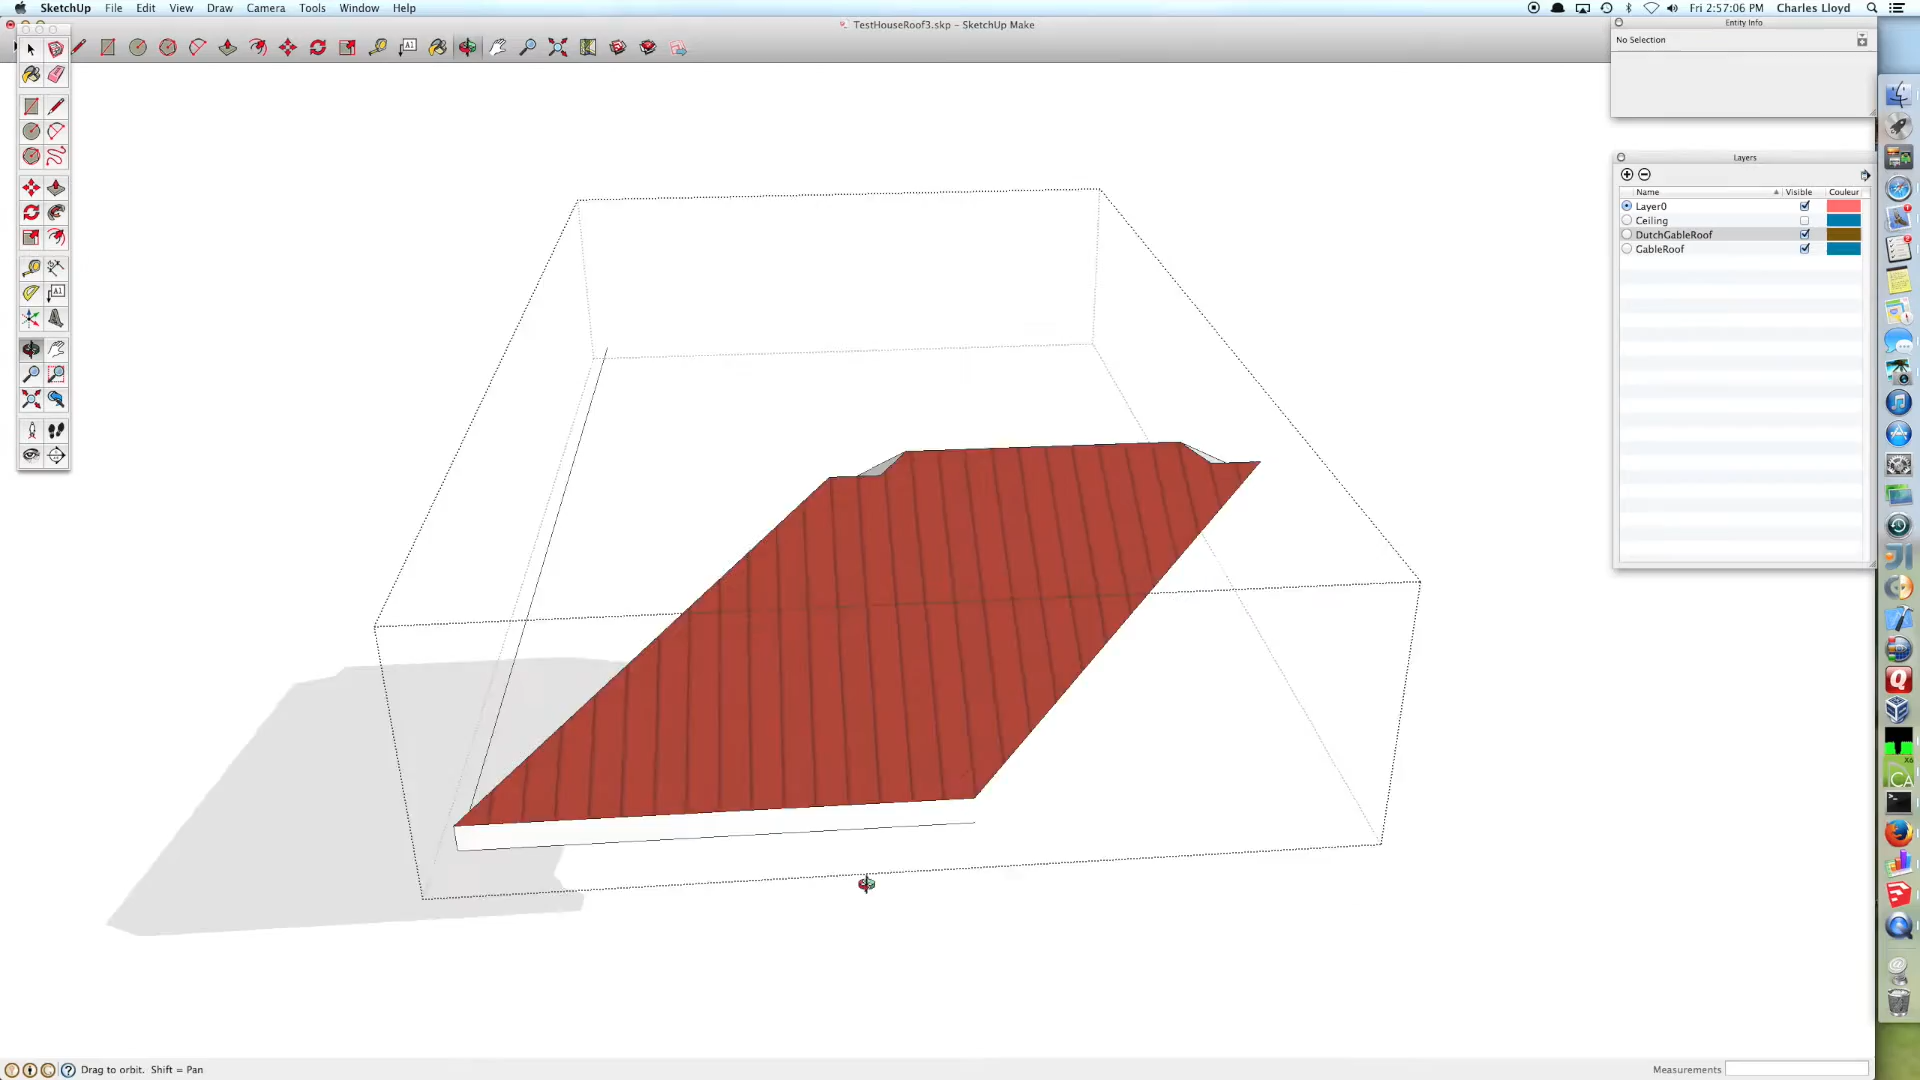 SketchUp File Edit View Draw Camera Tools Window Help
Fri 2:57:06 PM Charles Lloyd
TestHouseRoof3.skp - SketchUp Make
Entity Info
No Selection
Layers
Name Visible Couleur
Layer0
Ceiling
DutchGableRoof
GableRoof
Drag to orbit. Shift = Pan
Measurements